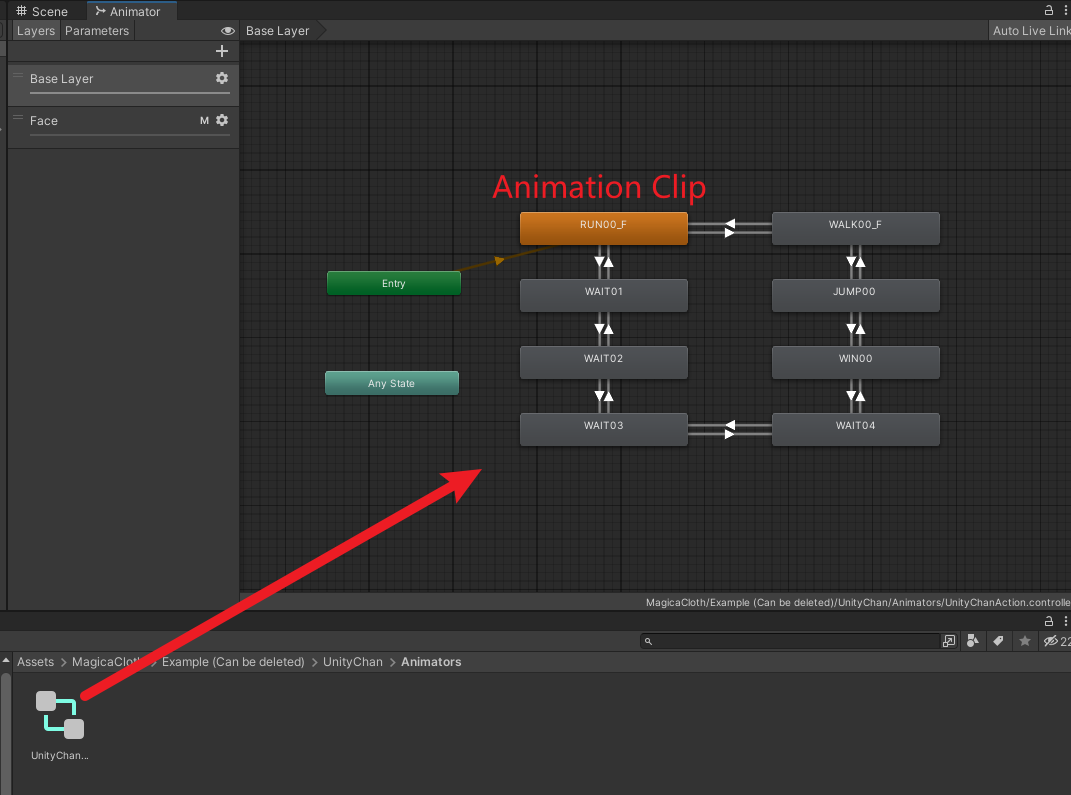 Scene Animator
Layers Parameters Base Layer Auto Live Link
Base Layer
Face M
Animation Clip
RUN00_F WALK00_F
Entry
WAIT01 JUMP00
WAIT02 WIN00
Any State
WAIT03 WAIT04
MagicaCloth/Example (Can be deleted)/UnityChan/Animators/UnityChanAction.controlle
22
Assets > MagicaCloth > Example (Can be deleted) > UnityChan > Animators
UnityChan...